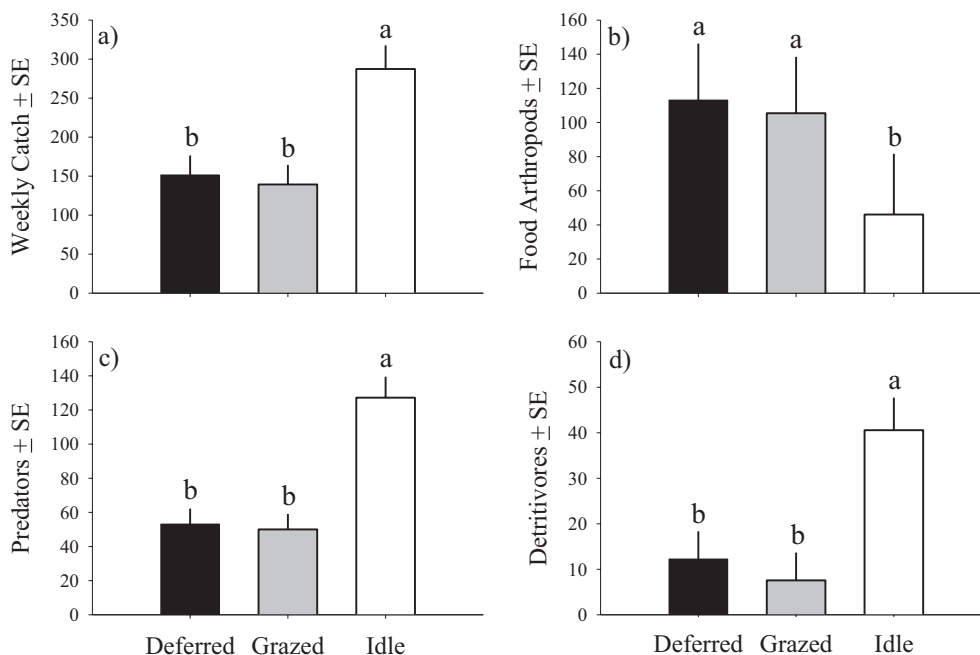 a)
Weekly Catch ± SE
350
300
250
200
150
100
50
0
b
b
a
b)
Food Arthropods ± SE
160
140
120
100
80
60
40
20
0
a
a
b
c)
Predators ± SE
160
140
120
100
80
60
40
20
0
b
b
a
Deferred Grazed Idle
d)
Detritivores ± SE
60
50
40
30
20
10
0
b
b
a
Deferred Grazed Idle